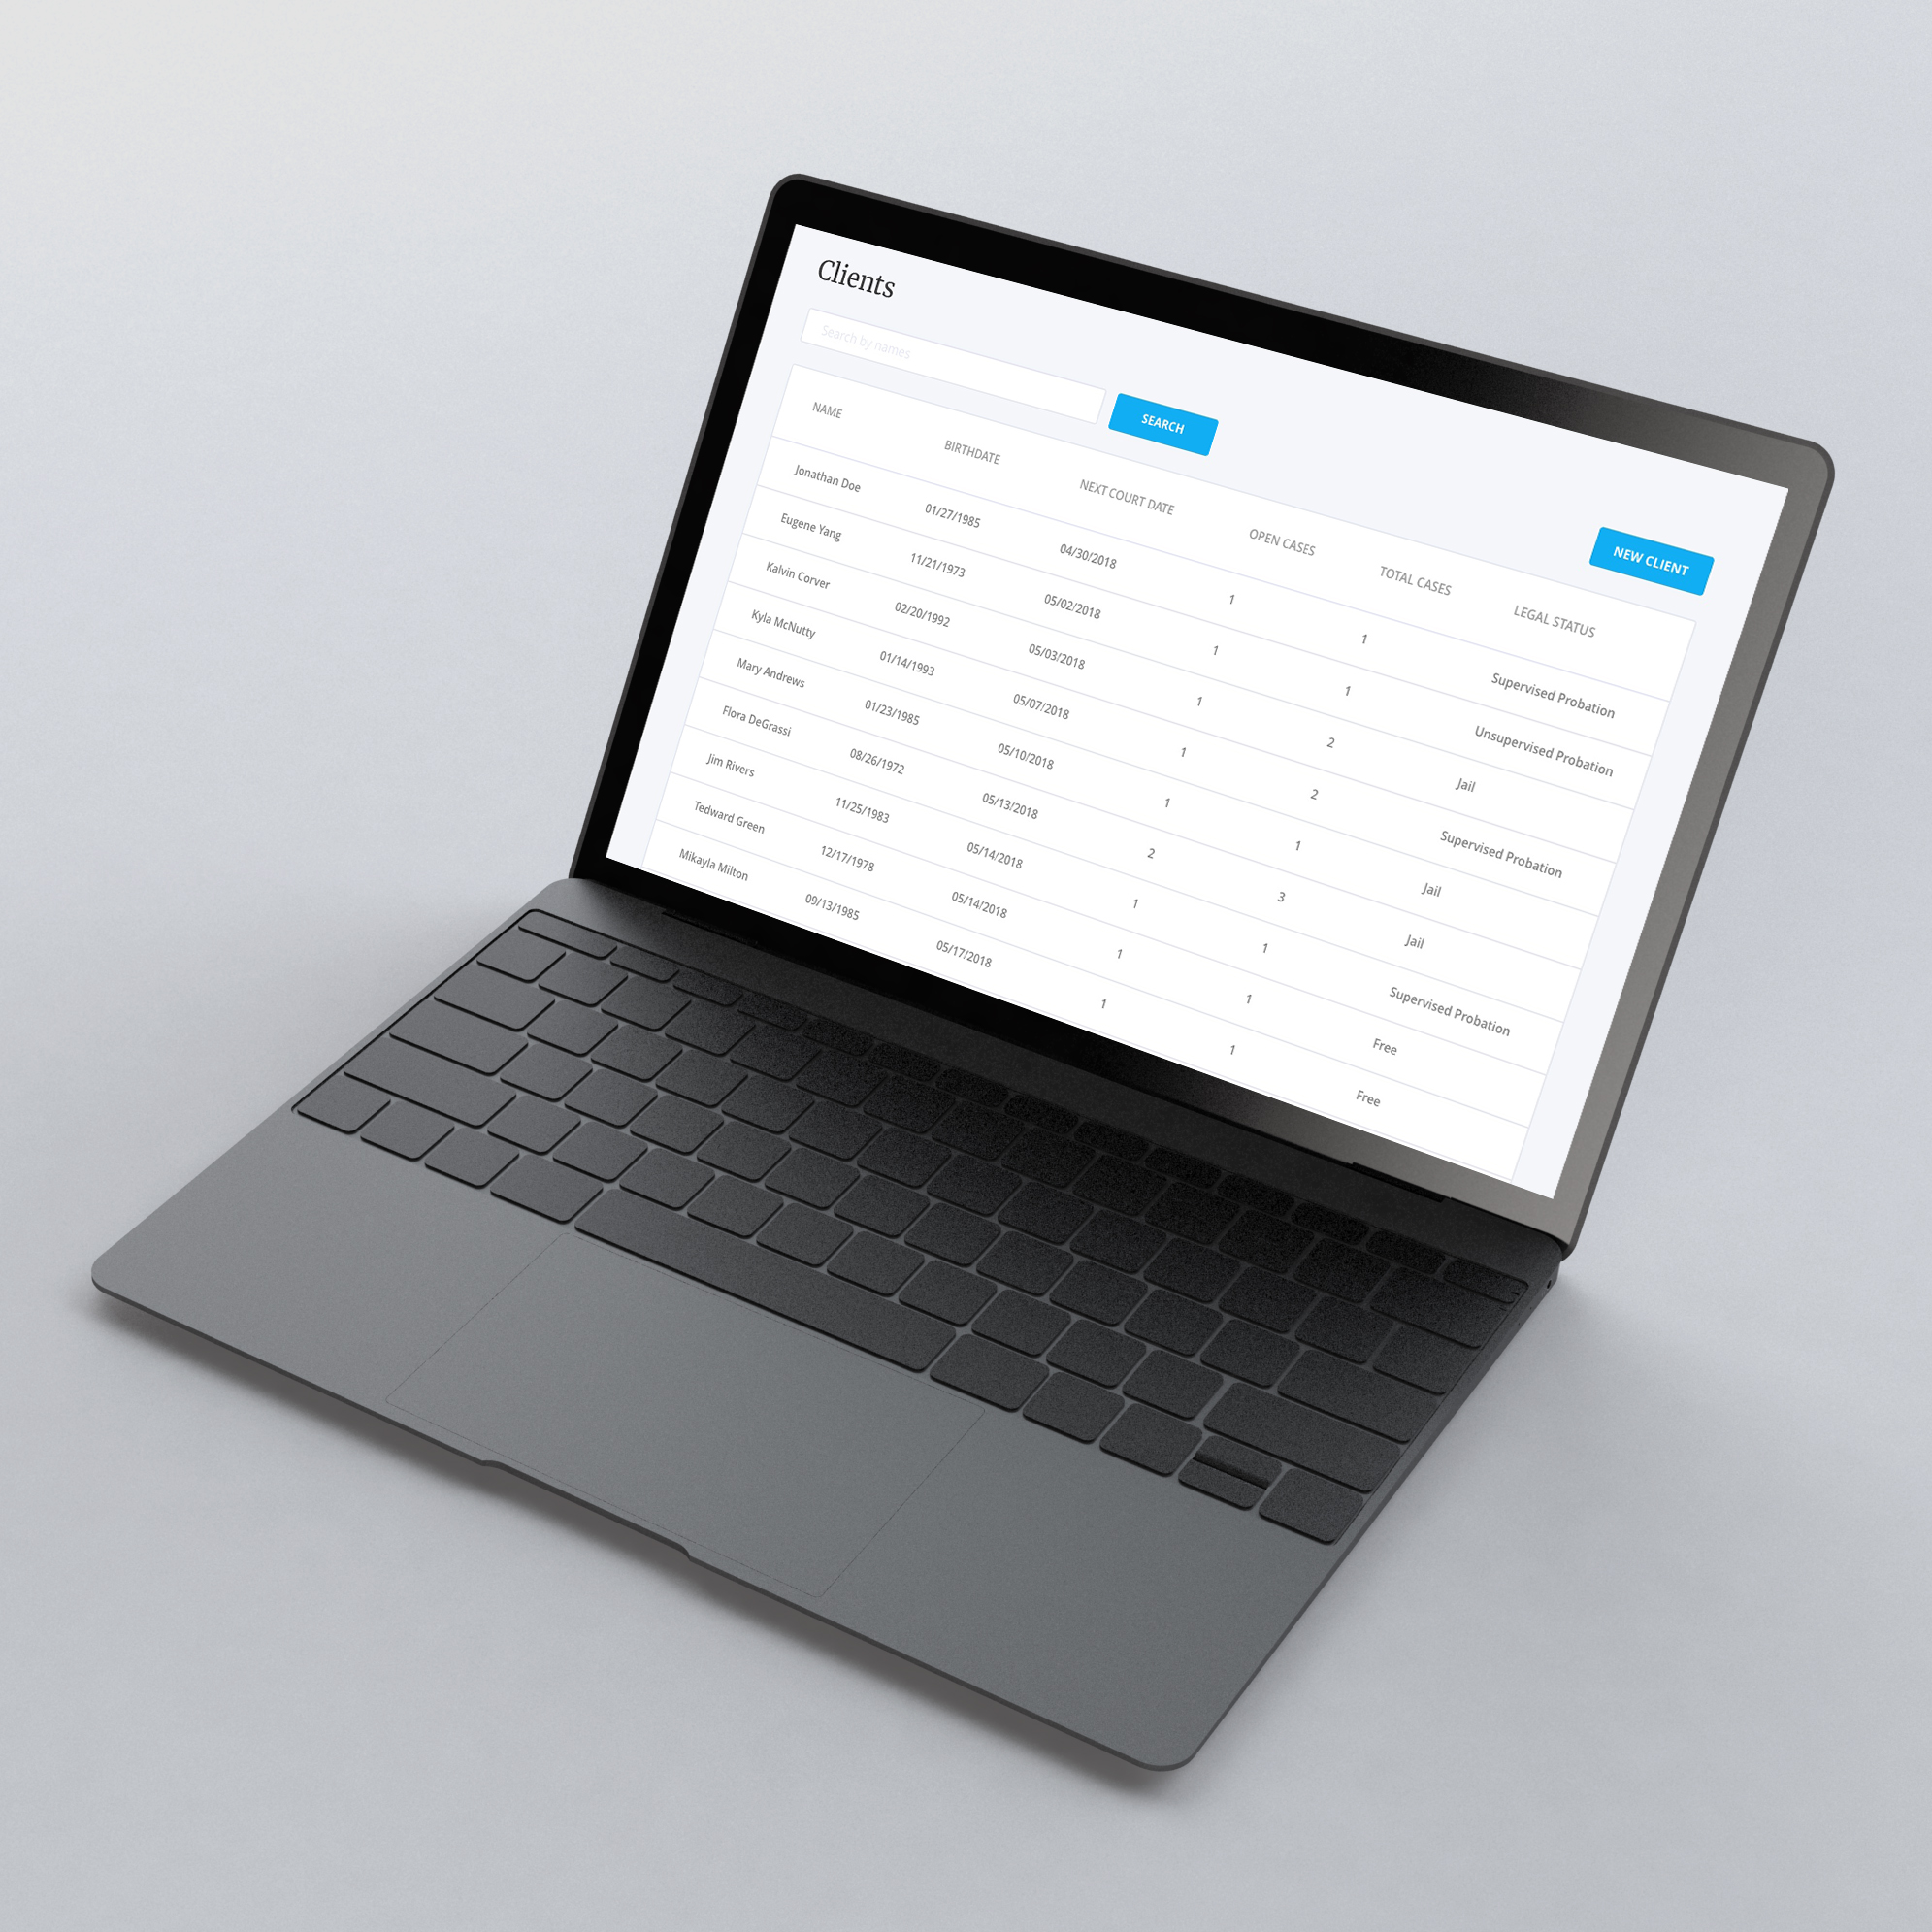 Clients
Search by names
SEARCH
NEW CLIENT
NAME BIRTHDATE NEXT COURT DATE OPEN CASES TOTAL CASES LEGAL STATUS
Jonathan Doe 01/27/1985 04/30/2018 1 1 Supervised Probation
Eugene Yang 11/21/1973 05/02/2018 1 1 Unsupervised Probation
Kalvin Corver 02/20/1992 05/03/2018 1 2 Jail
Kyla McNutty 01/14/1993 05/07/2018 1 2 Supervised Probation
Mary Andrews 01/23/1985 05/10/2018 1 1 Jail
Flora DeGrassi 08/26/1972 05/13/2018 2 3 Jail
Jim Rivers 11/25/1983 05/14/2018 1 1 Supervised Probation
Tedward Green 12/17/1978 05/14/2018 1 1 Free
Mikayla Milton 09/13/1985 05/17/2018 1 1 Free